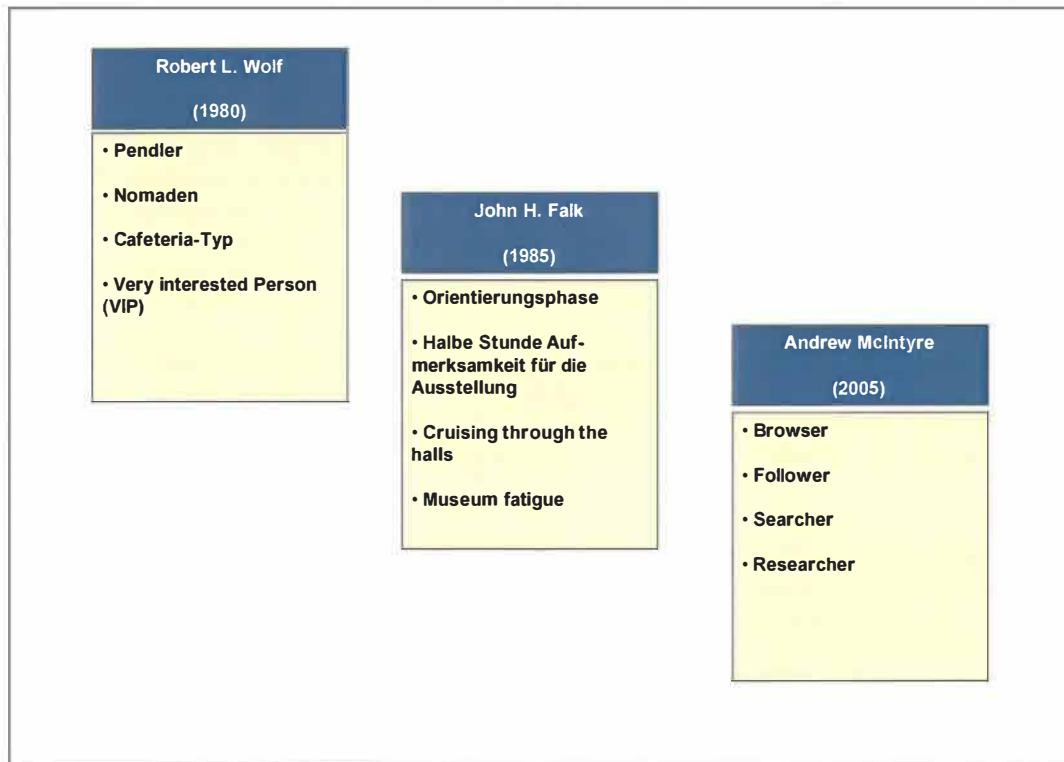 Robert L. Wolf
(1980)
• Pendler
• Nomaden
• Cafeteria-Typ
• Very interested Person
(VIP)
John H. Falk
(1985)
• Orientierungsphase
• Halbe Stunde Auf-
merksamkeit für die
Ausstellung
• Cruising through the
halls
• Museum fatigue
Andrew McIntyre
(2005)
• Browser
• Follower
• Searcher
• Researcher